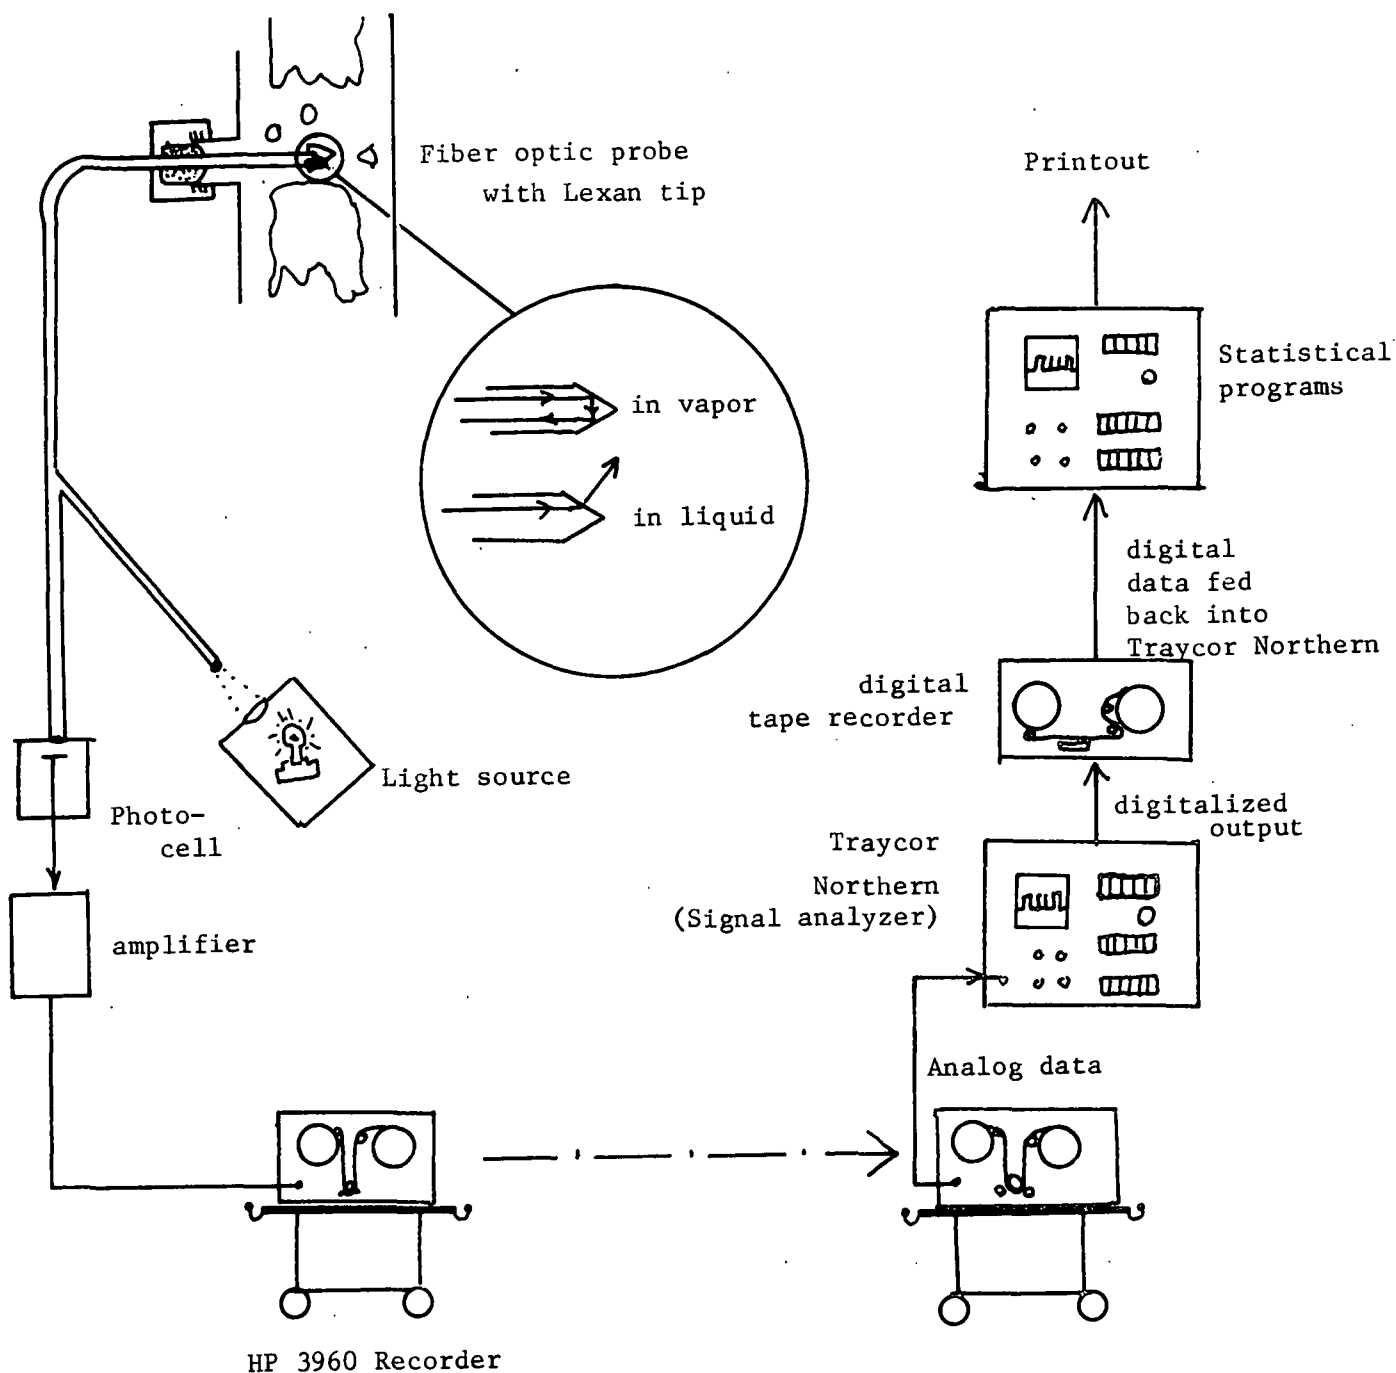 Fiber optic probe
with Lexan tip
in vapor
in liquid
Light source
Photo-
cell
amplifier
HP 3960 Recorder
Analog data
Traycor
Northern
(Signal analyzer)
digitalized
output
digital
tape recorder
digital
data fed
back into
Traycor Northern
Statistical
programs
Printout